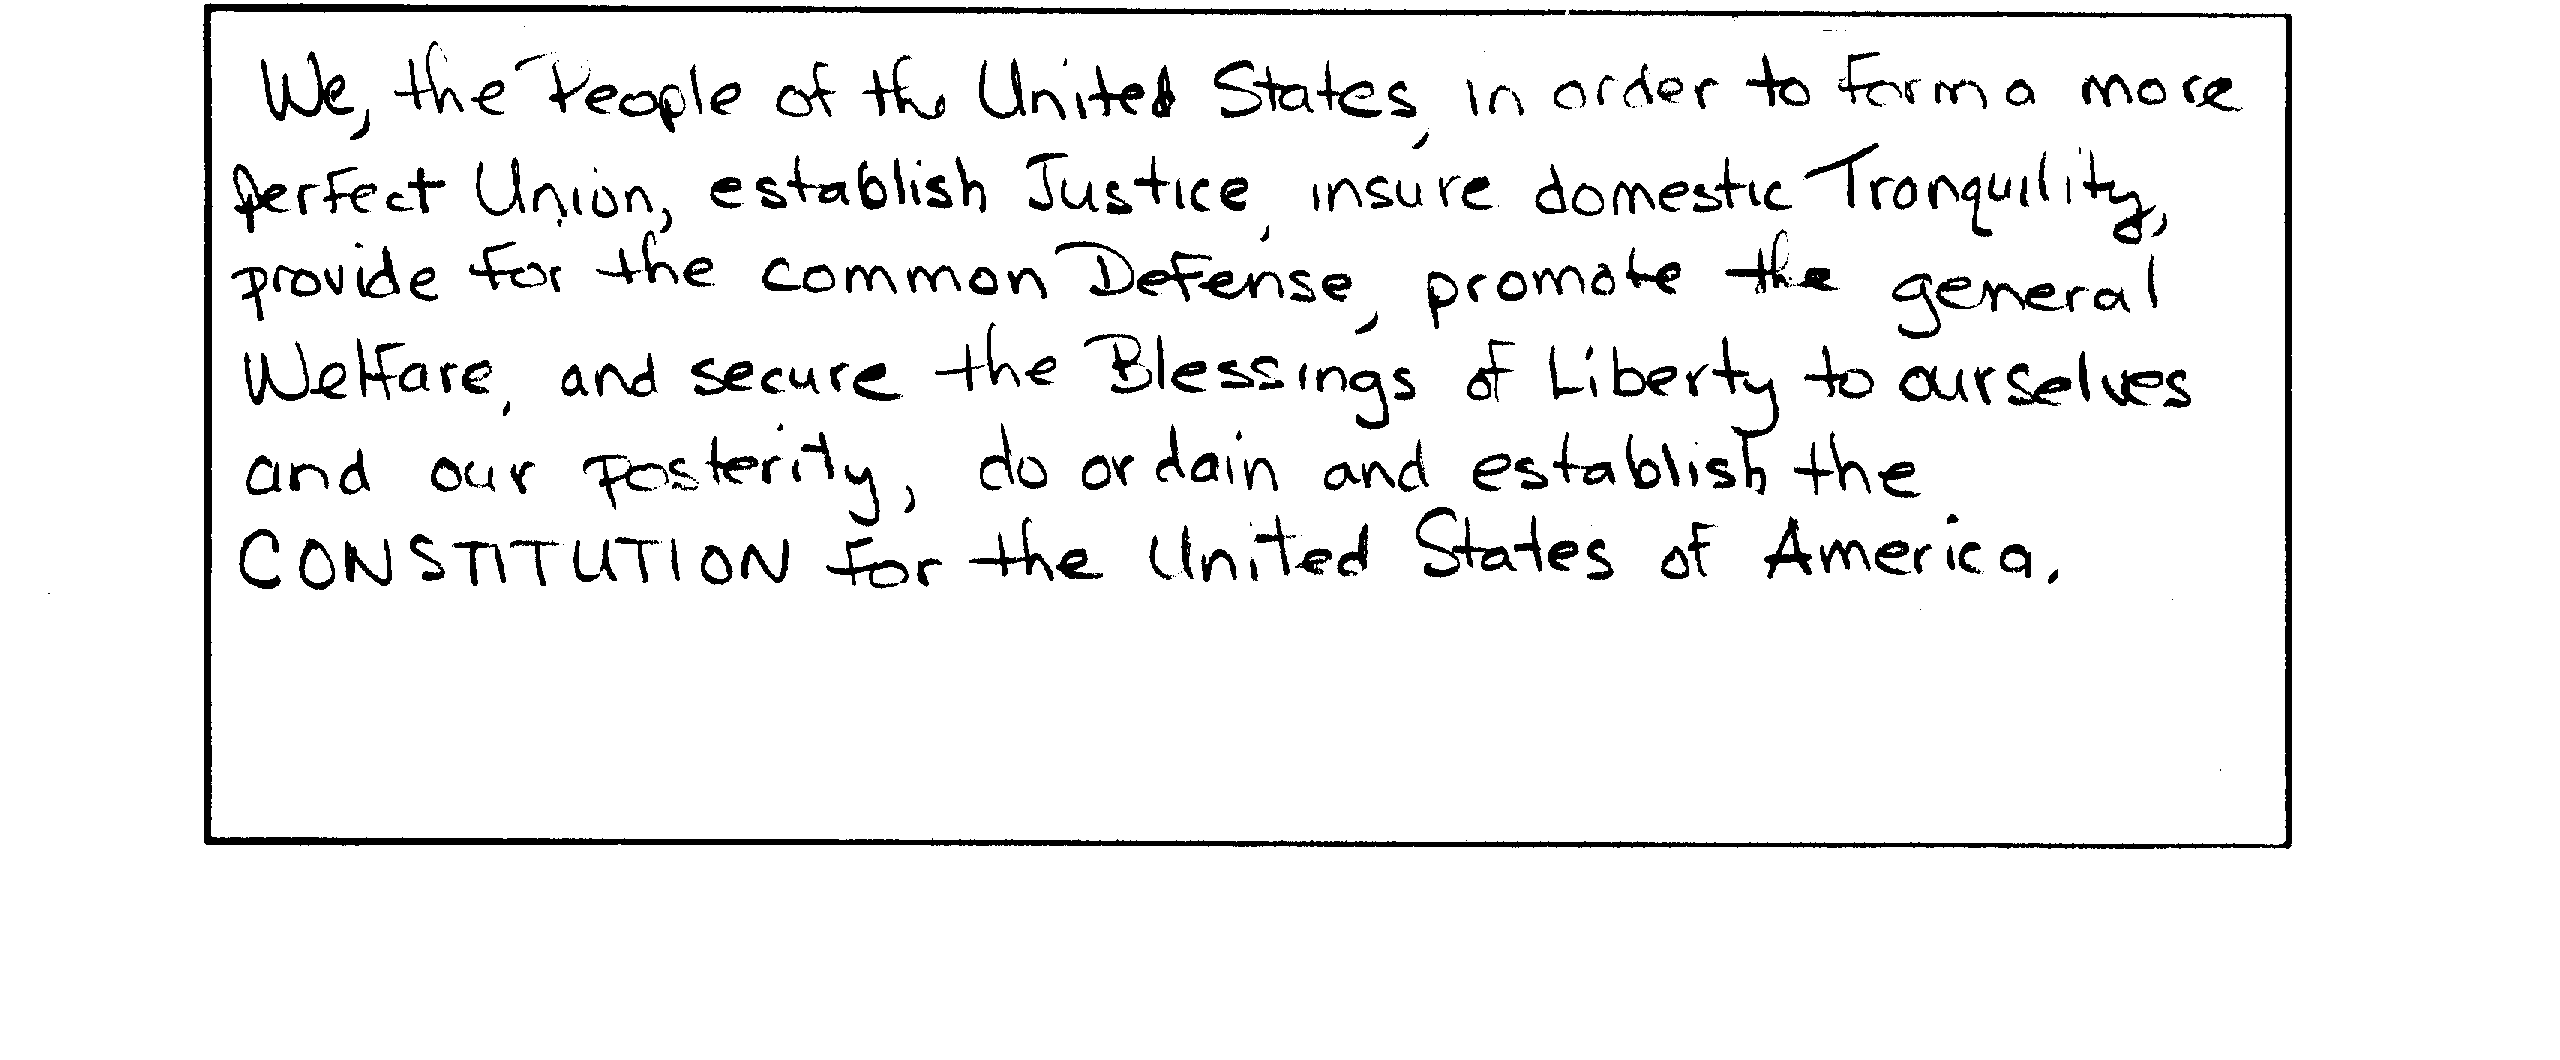 We, the People of the United States, in order to form a more
perfect Union, establish Justice, insure domestic Tranquility,
provide for the common Defense, promote the general
Welfare, and secure the Blessings of Liberty to ourselves
and our posterity, do ordain and establish the
CONSTITUTION for the United States of America.